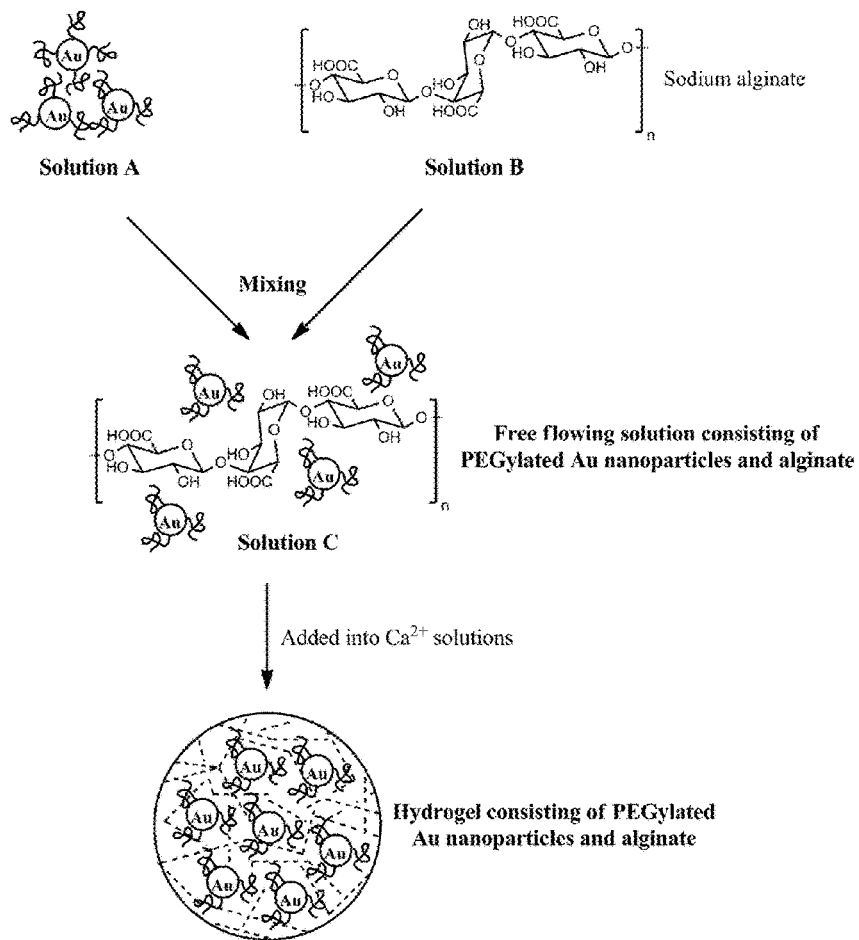 Au
Au
Au
Solution A
HOOC
O
HO
OH
O
OH
O
HO
HOOC
O
HOOC
O
HO
OH
O
n
Sodium alginate
Solution B
Mixing
Au
Au
Au
Au
HOOC
O
HO
OH
O
OH
O
HO
HOOC
O
HOOC
O
HO
OH
O
n
Solution C
Free flowing solution consisting of
PEGylated Au nanoparticles and alginate
Added into Ca²⁺ solutions
Au
Au
Au
Au
Au
Au
Au
Hydrogel consisting of PEGylated
Au nanoparticles and alginate